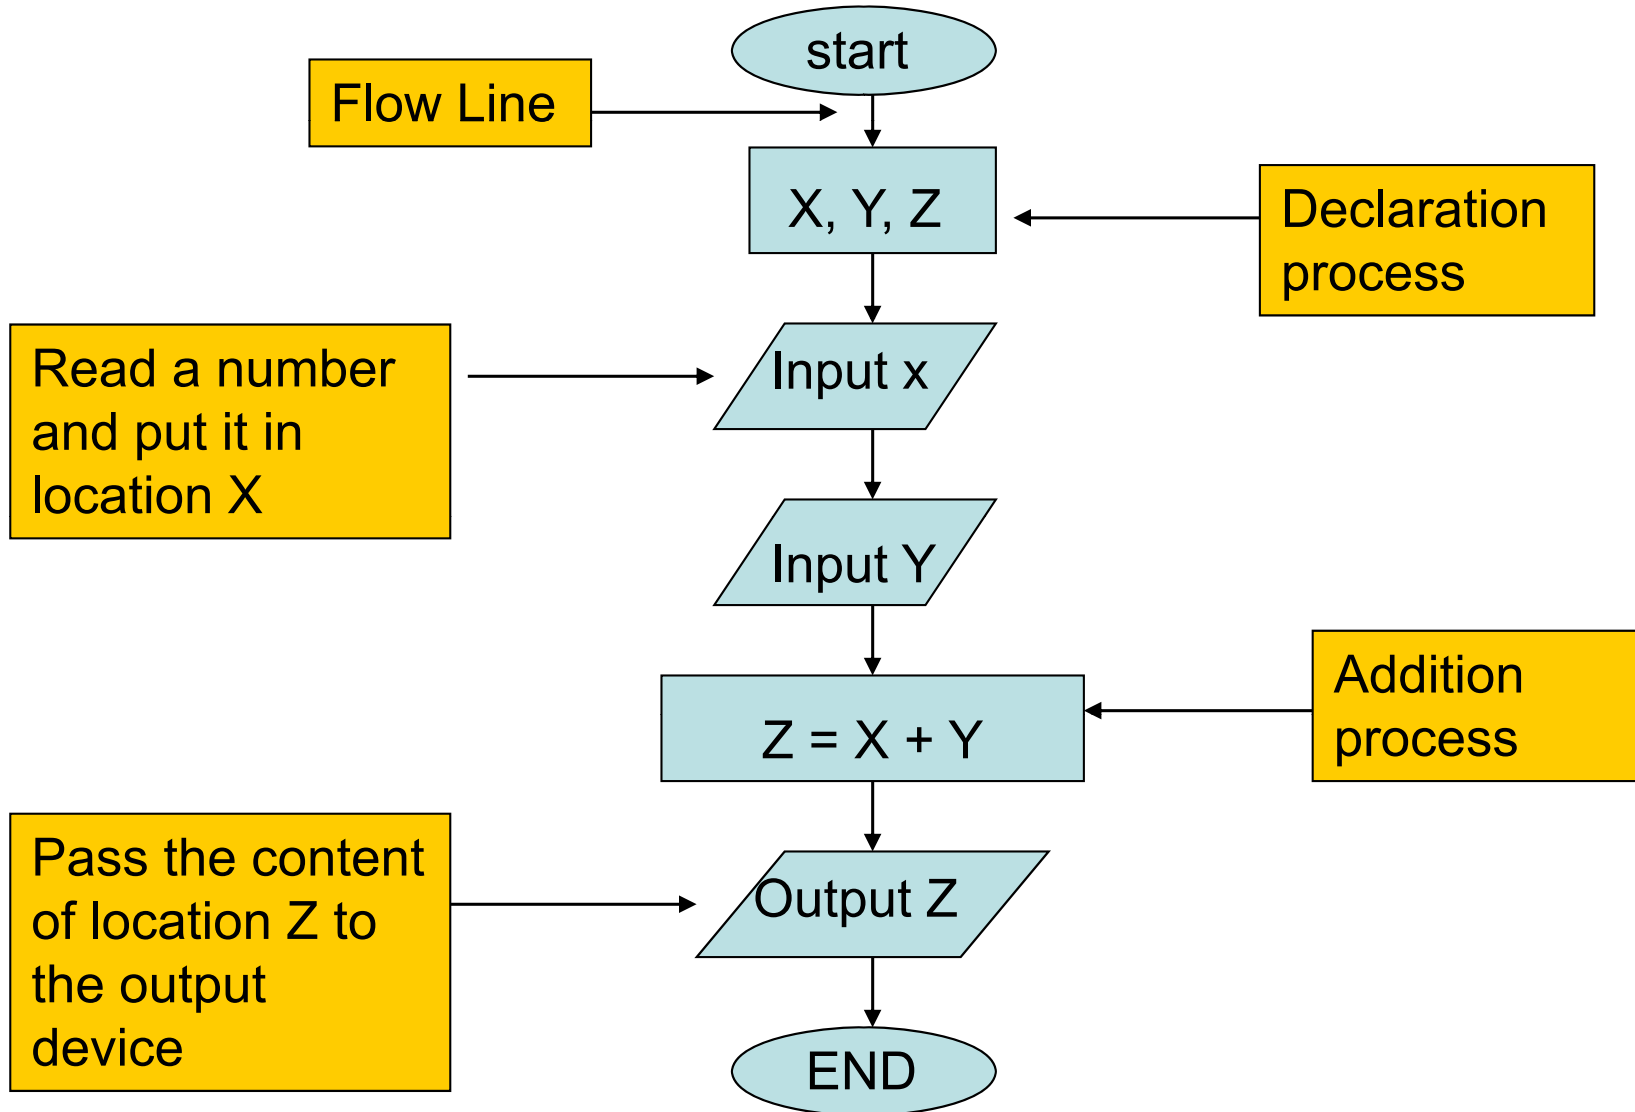 start
Flow Line
X, Y, Z
Declaration
process
Read a number
and put it in
location X
Input x
Input Y
Z = X + Y
Addition
process
Pass the content
of location Z to
the output
device
Output Z
END